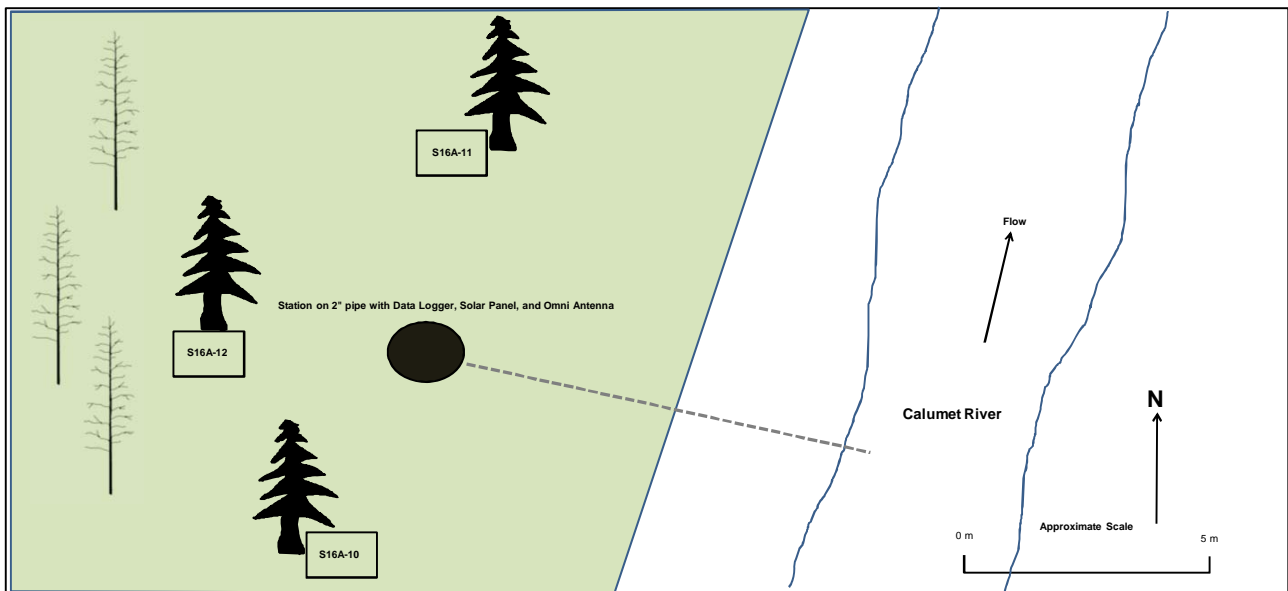 S16A-11
Flow
Station on 2" pipe with Data Logger, Solar Panel, and Omni Antenna
S16A-12
Calumet River
N
Approximate Scale
0 m
5 m
S16A-10